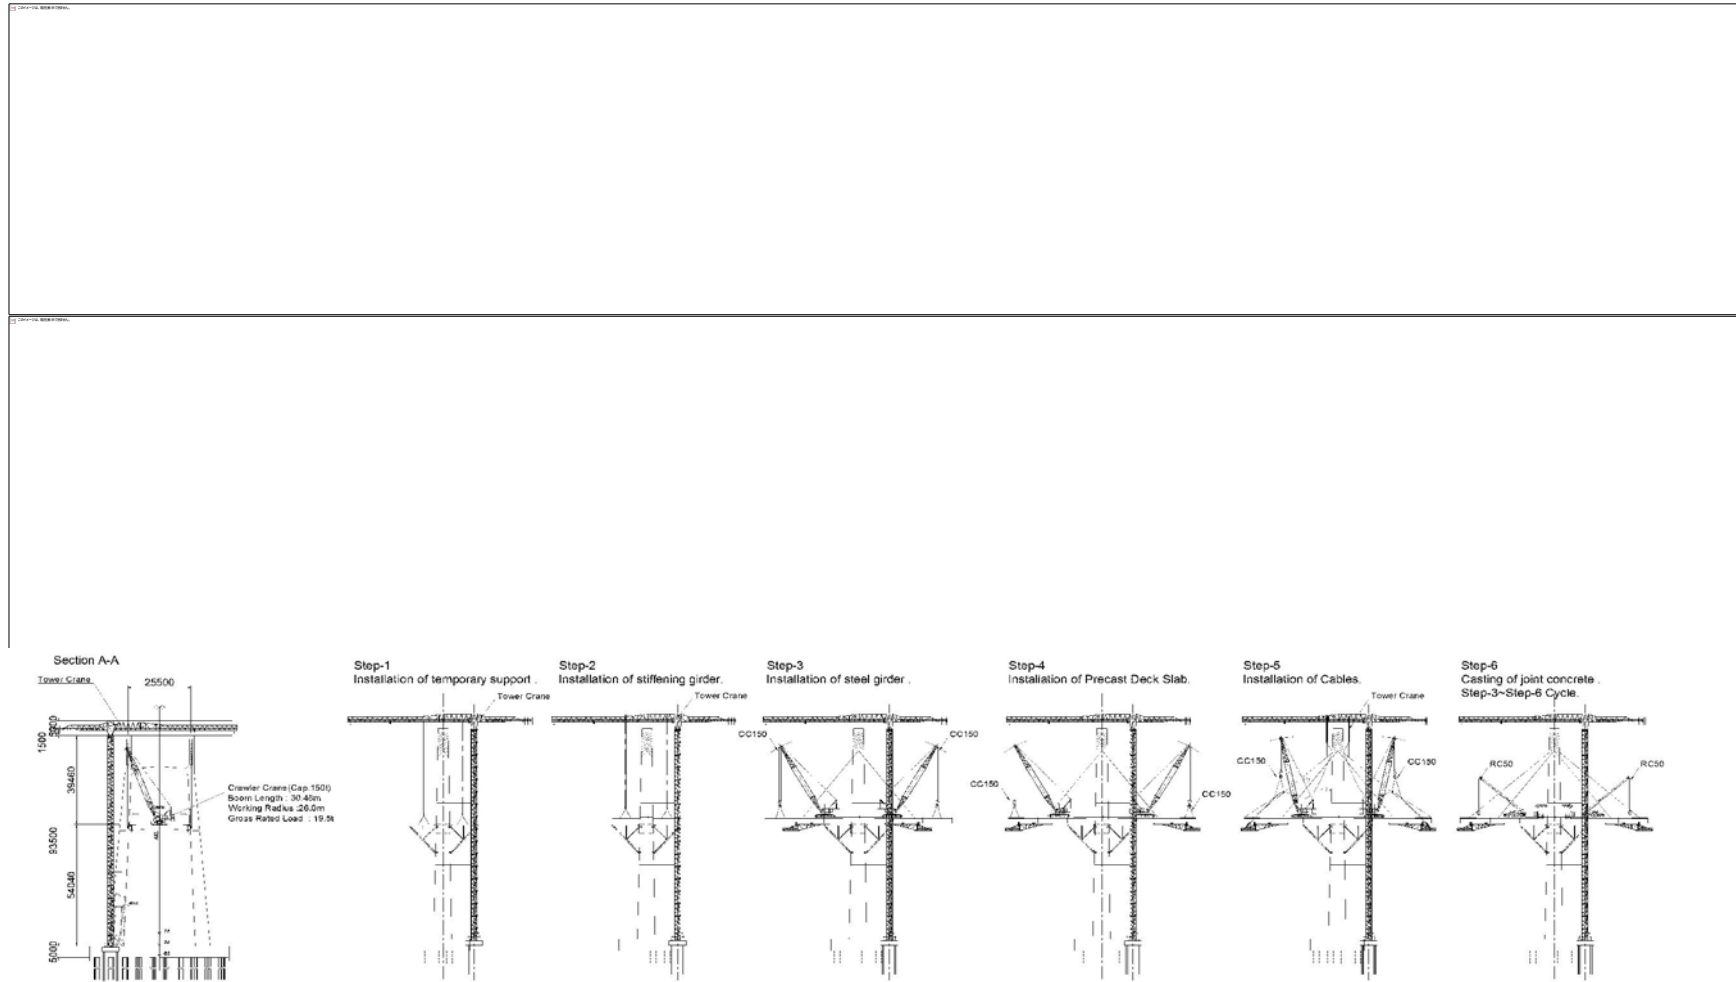 Section A-A
Tower Crane
25500
1500
39460
93500
54040
5000
Crawler Crane(Cap.150t)
Boom Length : 30.48m
Working Radius :26.0m
Gross Rated Load : 19.5t
Step-1
Installation of temporary support .
Tower Crane
Step-2
Installation of stiffening girder.
Tower Crane
Step-3
Installation of steel girder .
CC150
CC150
Step-4
Installation of Precast Deck Slab.
CC150
CC150
Step-5
Installation of Cables.
Tower Crane
CC150
CC150
Step-6
Casting of joint concrete .
Step-3~Step-6 Cycle.
RC50
RC50